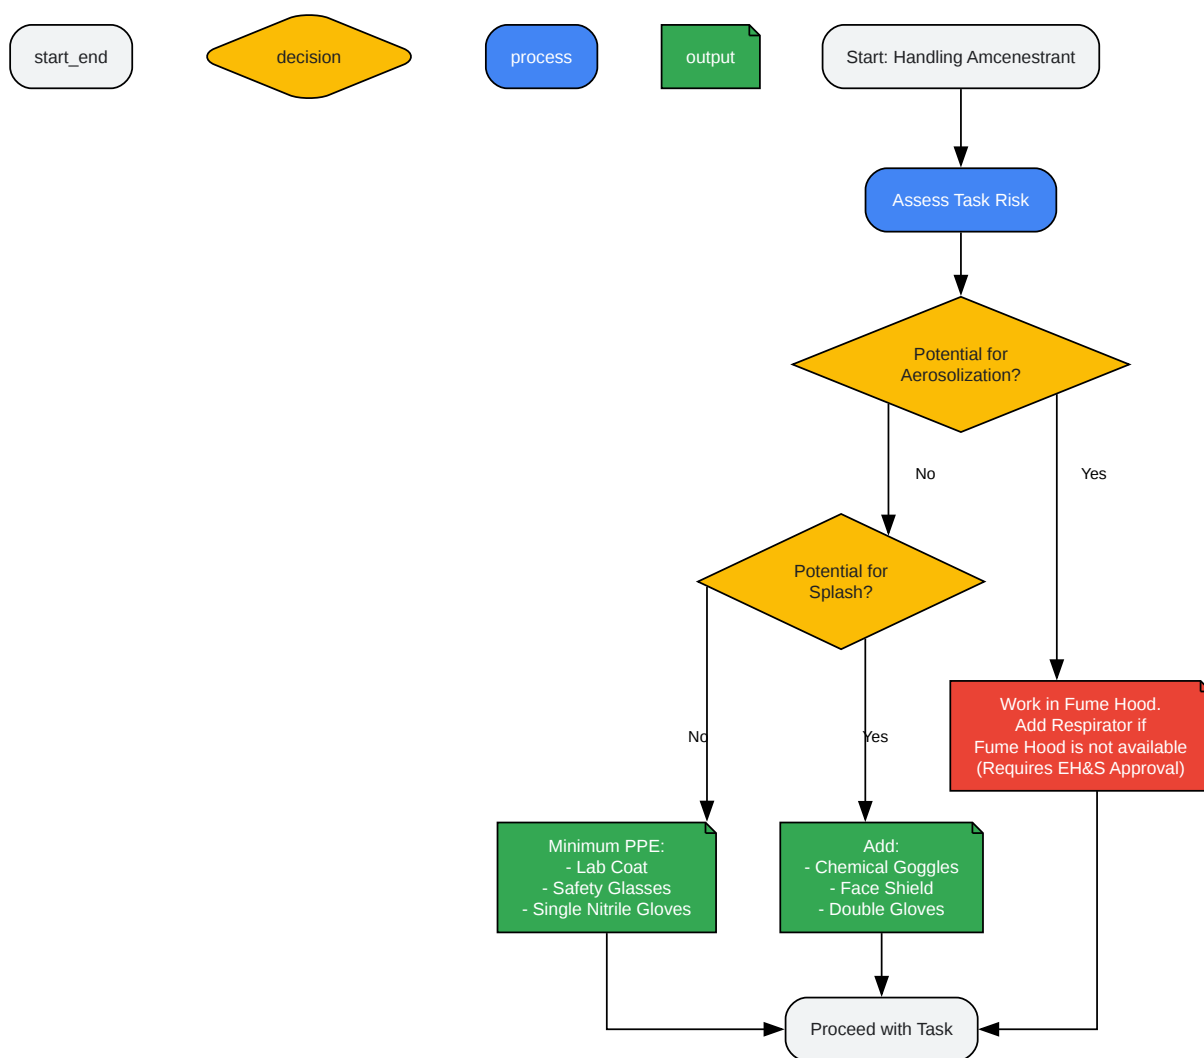 start_end
decision
process
output
Start: Handling Amcenestrant
Assess Task Risk
Potential for
Aerosolization?
No
Yes
Potential for
Splash?
No
Yes
Work in Fume Hood.
Add Respirator if
Fume Hood is not available
(Requires EH&S Approval)
Minimum PPE:
- Lab Coat
- Safety Glasses
- Single Nitrile Gloves
Add:
- Chemical Goggles
- Face Shield
- Double Gloves
Proceed with Task